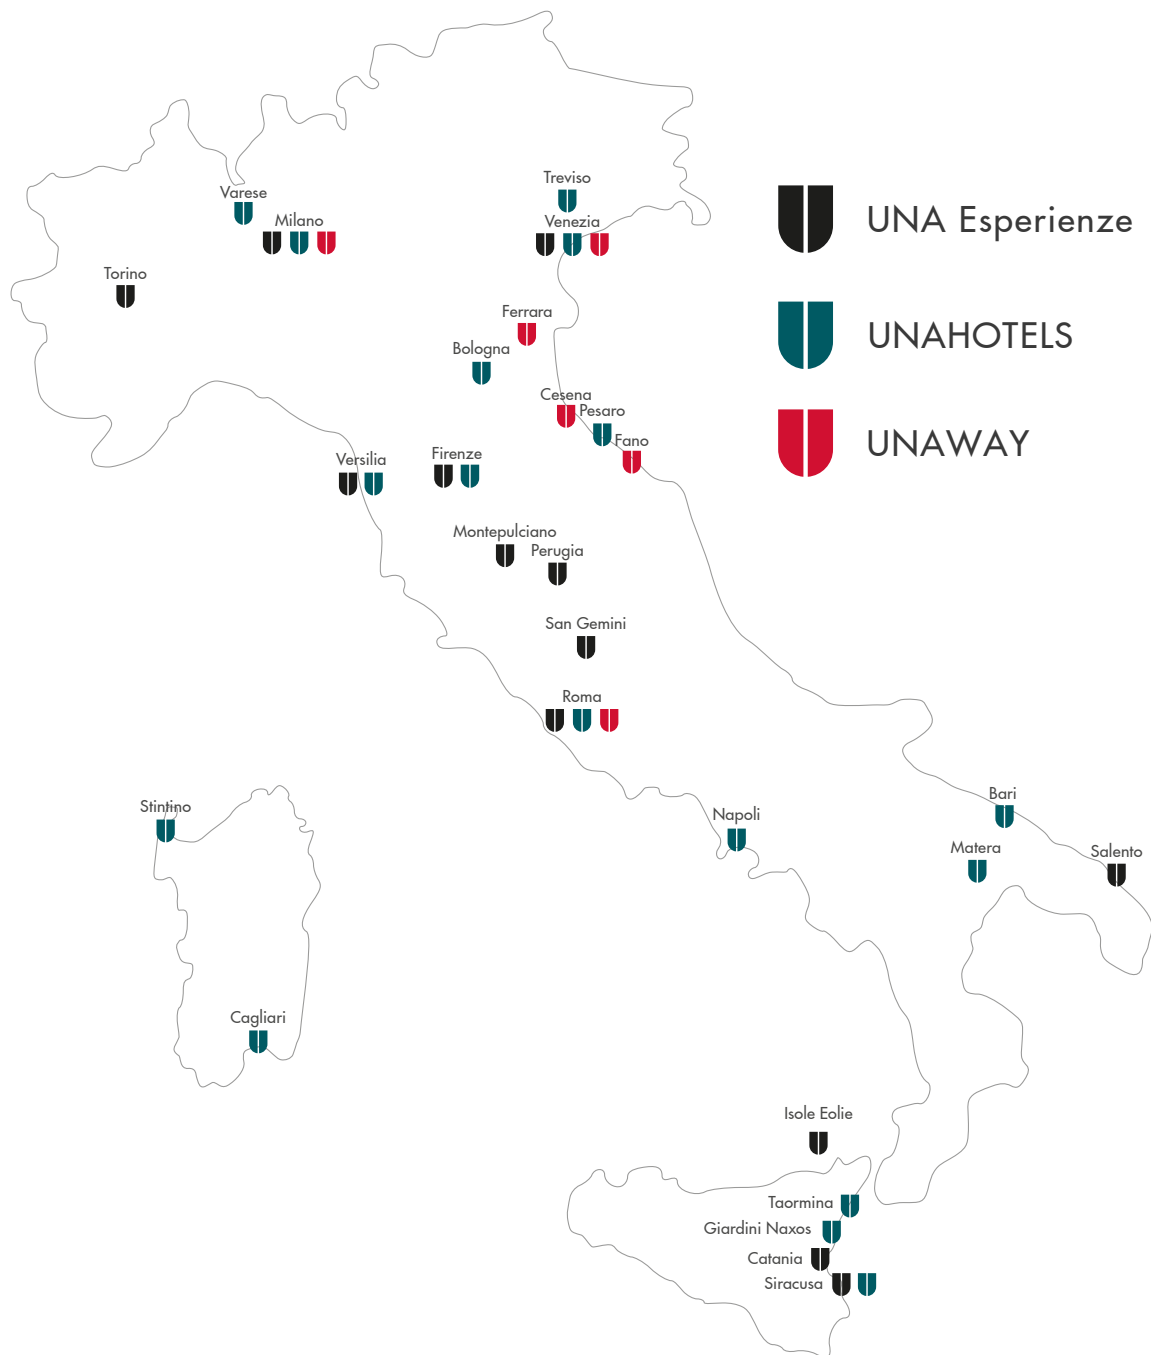 Treviso
Varese
Milano
Venezia
UNA Esperienze
Torino
Ferrara
UNAHOTELS
Bologna
Cesena
Pesaro
Fano
UNAWAY
Versilia
Firenze
Montepulciano
Perugia
San Gemini
Roma
Stintino
Napoli
Bari
Matera
Salento
Cagliari
Isole Eolie
Taormina
Giardini Naxos
Catania
Siracusa